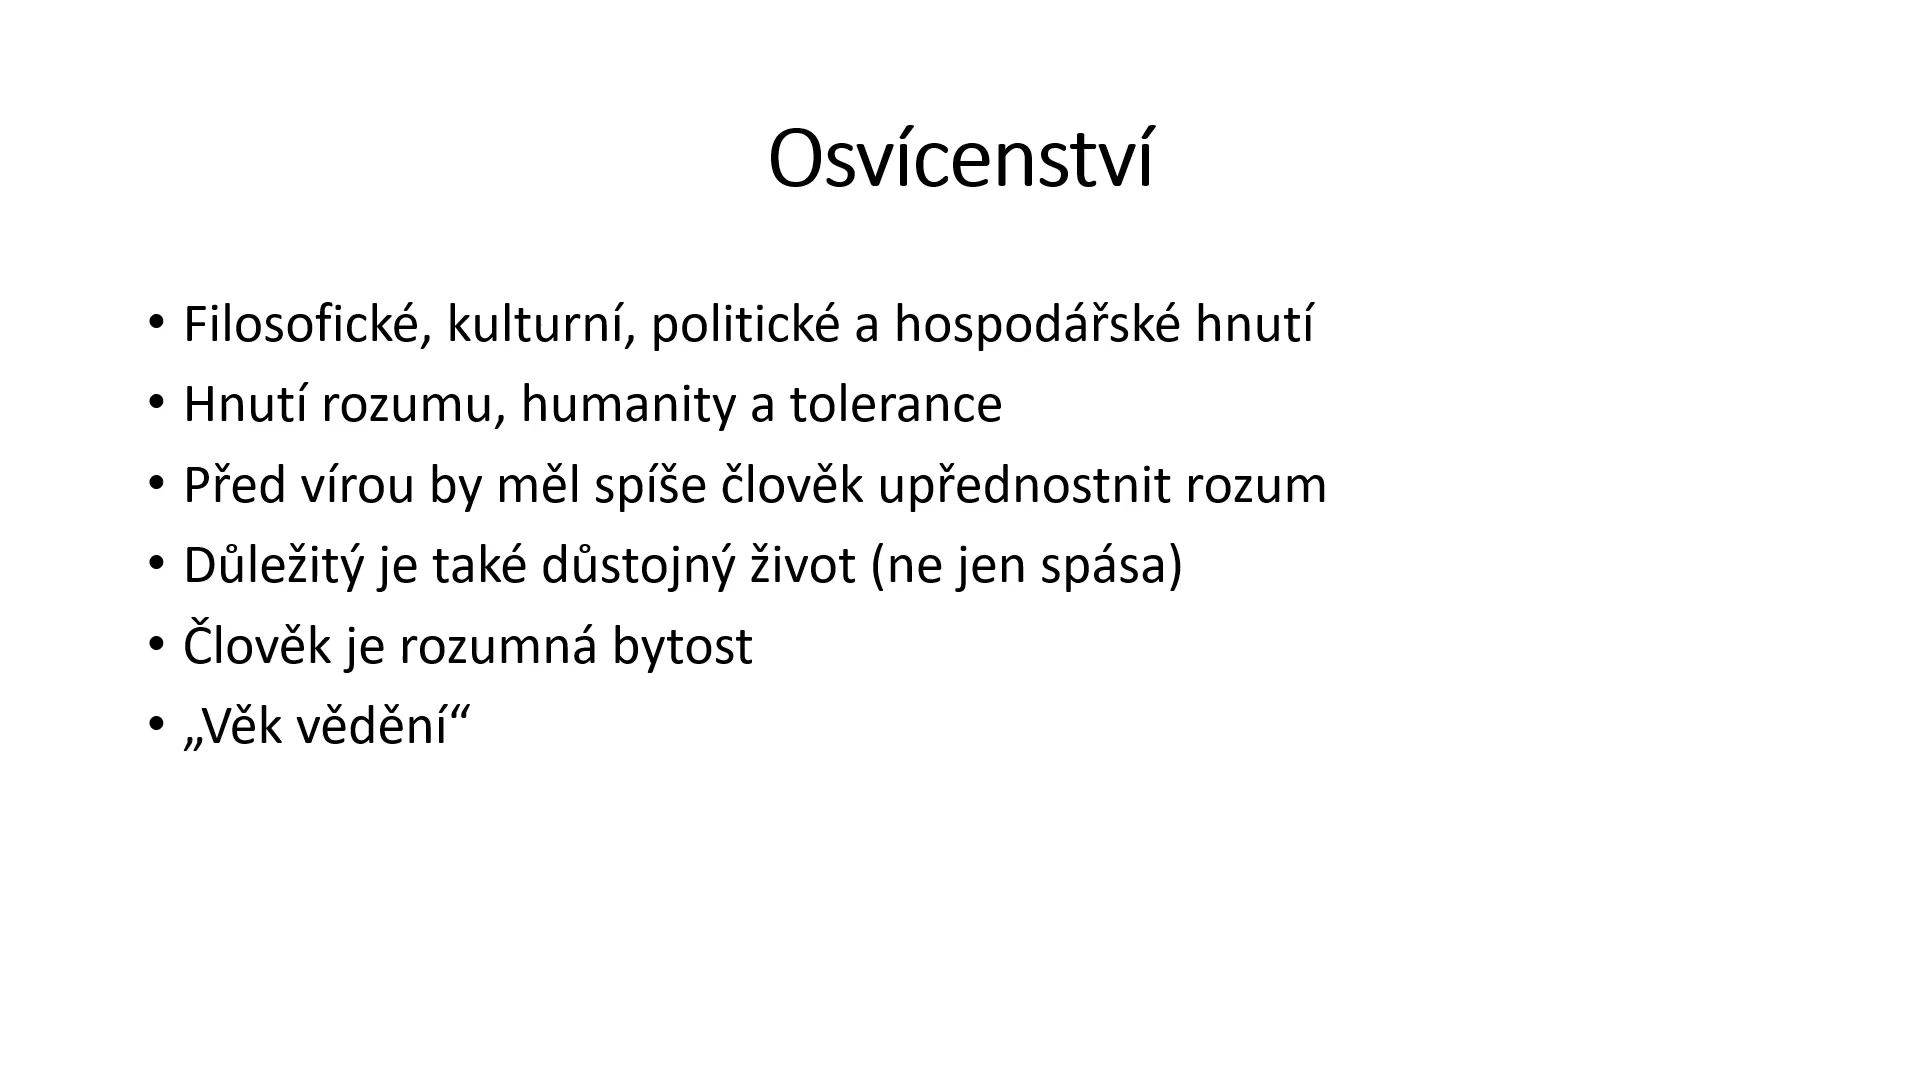 Osvícenství
• Filosofické, kulturní, politické a hospodářské hnutí
• Hnutí rozumu, humanity a tolerance
• Před vírou by měl spíše člověk upřednostnit rozum
• Důležitý je také důstojný život (ne jen spása)
• Člověk je rozumná bytost
• „Věk vědění“